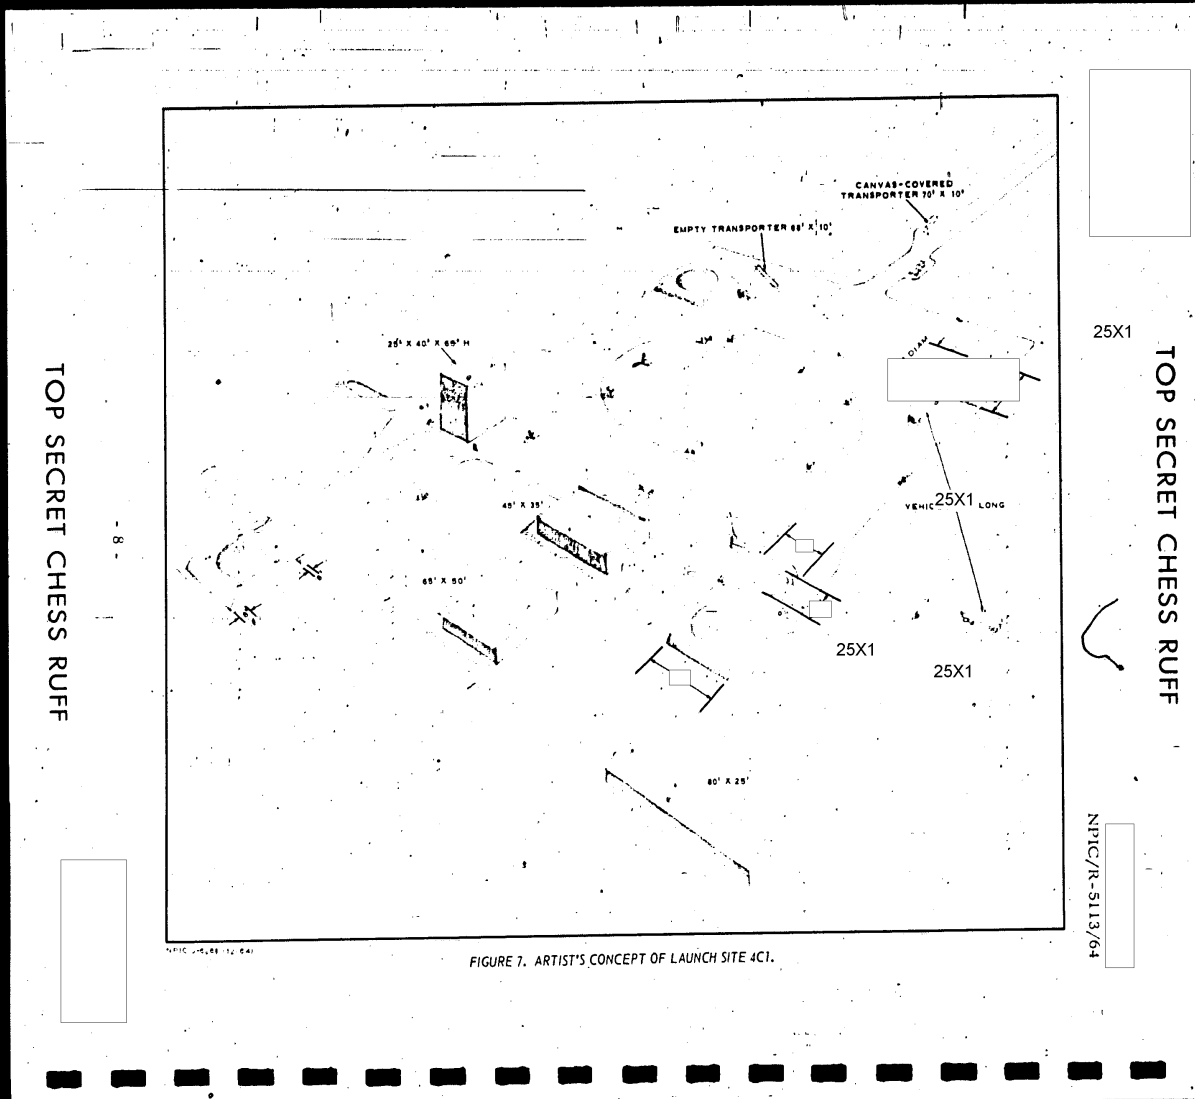 CANVAS-COVERED
TRANSPORTER 70' X 10'
EMPTY TRANSPORTER 68' X 10'
25X1
DIAM
25' X 40' X 65' H
TOP SECRET CHESS RUFF
TOP SECRET CHESS RUFF
45' X 35'
25X1
LONG
- 8 -
65' X 50'
25X1
25X1
80' X 25'
NPIC/R-5113/64
FIGURE 7. ARTIST'S CONCEPT OF LAUNCH SITE 4C1.